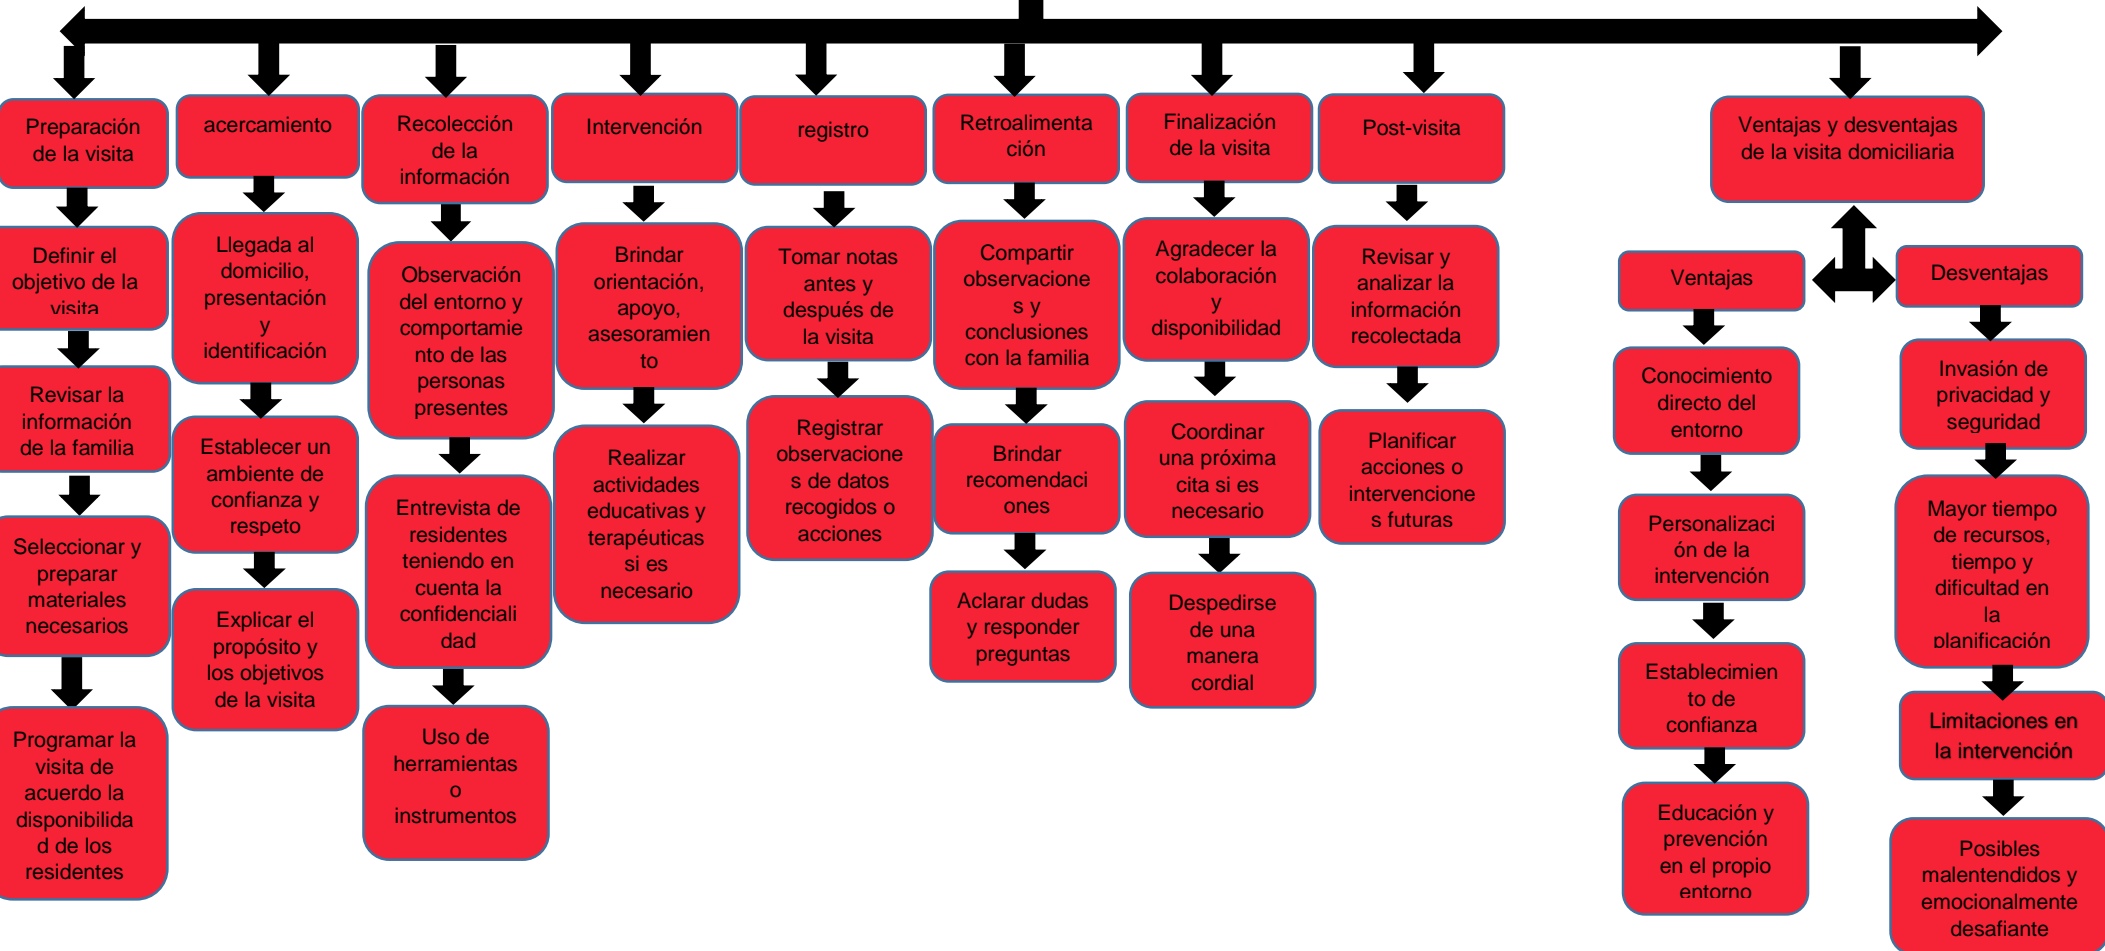 Preparación
de la visita
Definir el
objetivo de la
visita
Revisar la
información
de la familia
Seleccionar y
preparar
materiales
necesarios
Programar la
visita de
acuerdo la
disponibilida
d de los
residentes
acercamiento
Llegada al
domicilio,
presentación
y
identificación
Establecer un
ambiente de
confianza y
respeto
Explicar el
propósito y
los objetivos
de la visita
Recolección
de la
información
Observación
del entorno y
comportamie
nto de las
personas
presentes
Entrevista de
residentes
teniendo en
cuenta la
confidenciali
dad
Uso de
herramientas
o
instrumentos
Intervención
Brindar
orientación,
apoyo,
asesoramien
to
Realizar
actividades
educativas y
terapéuticas
si es
necesario
registro
Tomar notas
antes y
después de
la visita
Registrar
observacione
s de datos
recogidos o
acciones
Retroalimenta
ción
Compartir
observacione
s y
conclusiones
con la familia
Brindar
recomendaci
ones
Aclarar dudas
y responder
preguntas
Finalización
de la visita
Agradecer la
colaboración
y
disponibilidad
Coordinar
una próxima
cita si es
necesario
Despedirse
de una
manera
cordial
Post-visita
Revisar y
analizar la
información
recolectada
Planificar
acciones o
intervencione
s futuras
Ventajas y desventajas
de la visita domiciliaria
Ventajas
Conocimiento
directo del
entorno
Personalizaci
ón de la
intervención
Establecimien
to de
confianza
Educación y
prevención
en el propio
entorno
Desventajas
Invasión de
privacidad y
seguridad
Mayor tiempo
de recursos,
tiempo y
dificultad en
la
planificación
Limitaciones en
la intervención
Posibles
malentendidos y
emocionalmente
desafiante